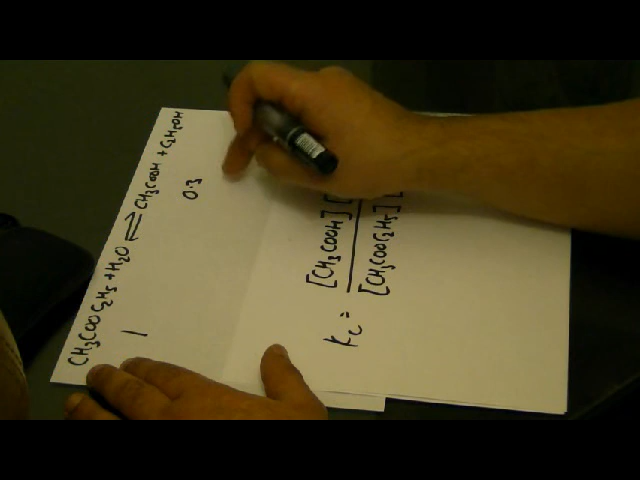 CH3COOC2H5 + H2O ⇌ CH3COOH + C2H5OH
1 0.3
Kc = [CH3COOH] [
[CH3COOC2H5] [